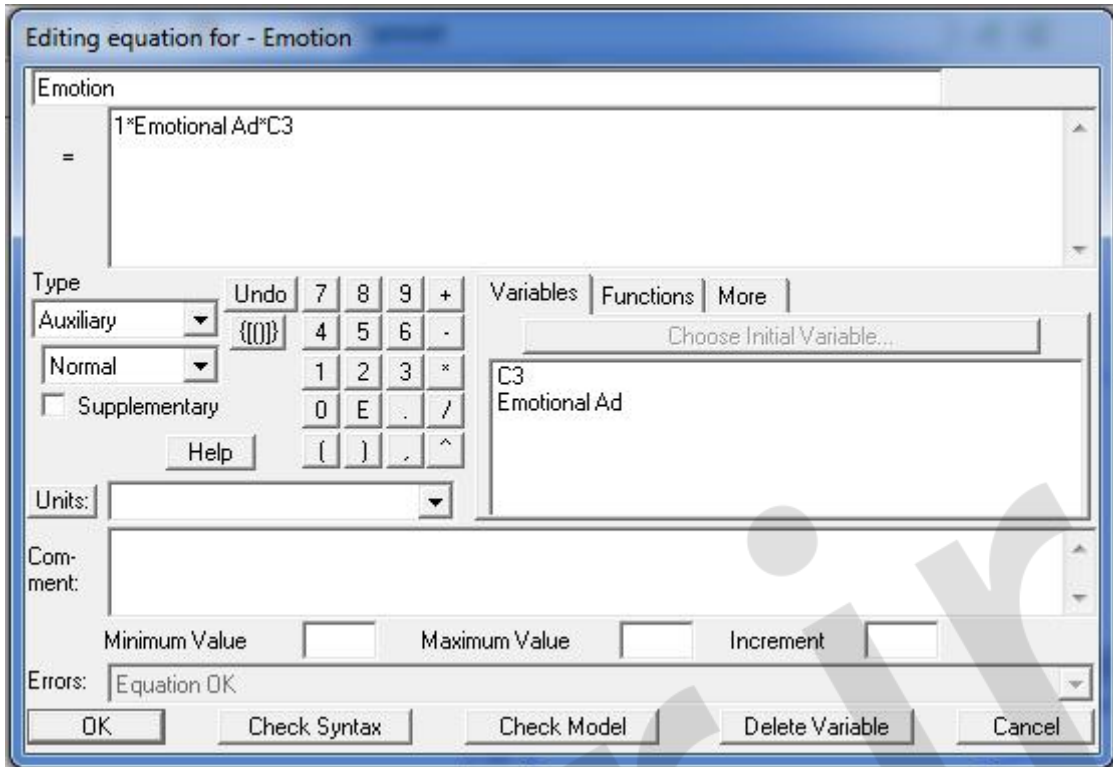 Editing equation for - Emotion
Emotion
= 1*Emotional Ad*C3
Type
Auxiliary
Normal
Supplementary
Help
Undo 7 8 9 +
{[()]} 4 5 6 -
1 2 3 *
0 E . /
( ) , ^
Variables Functions More
Choose Initial Variable...
C3
Emotional Ad
Units:
Com-
ment:
Minimum Value Maximum Value Increment
Errors: Equation OK
OK Check Syntax Check Model Delete Variable Cancel